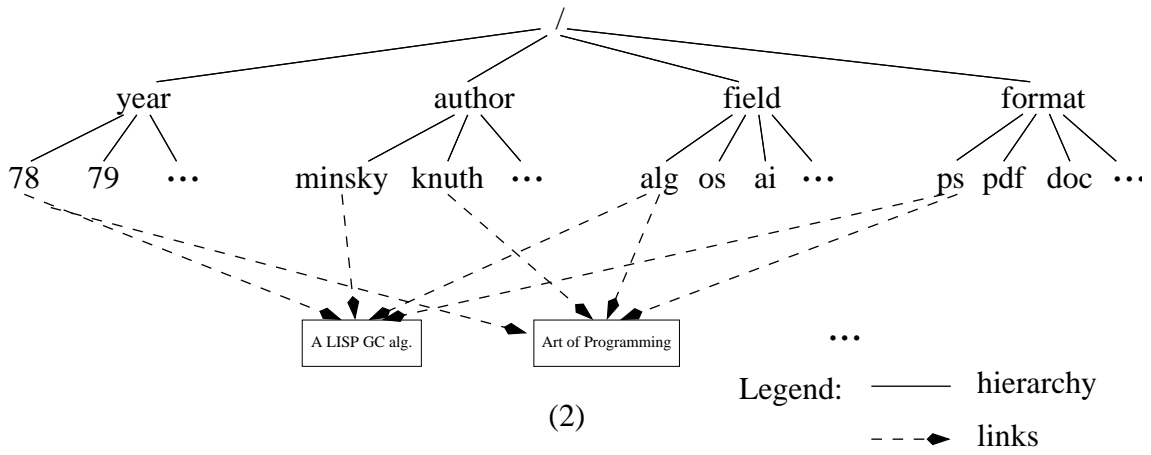 /
year author field format
78 79 ... minsky knuth ... alg os ai ... ps pdf doc ...
A LISP GC alg. Art of Programming ...
Legend: hierarchy
(2)
links